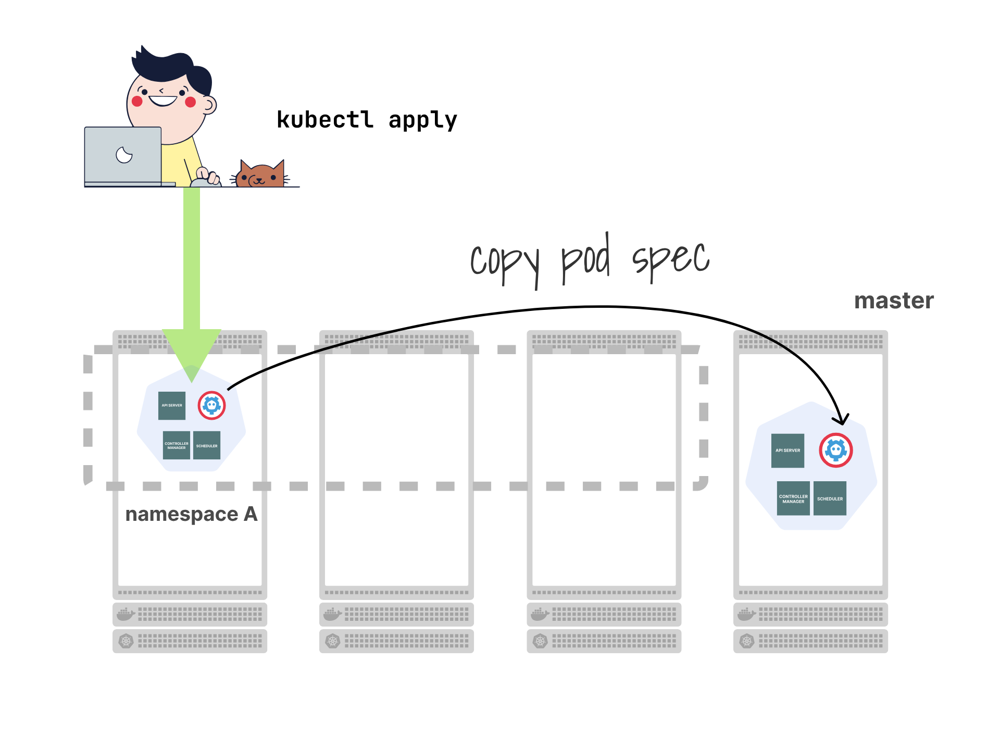 kubectl apply
copy pod spec
master
API SERVER
CONTROLLER
MANAGER
SCHEDULER
namespace A
API SERVER
CONTROLLER
MANAGER
SCHEDULER